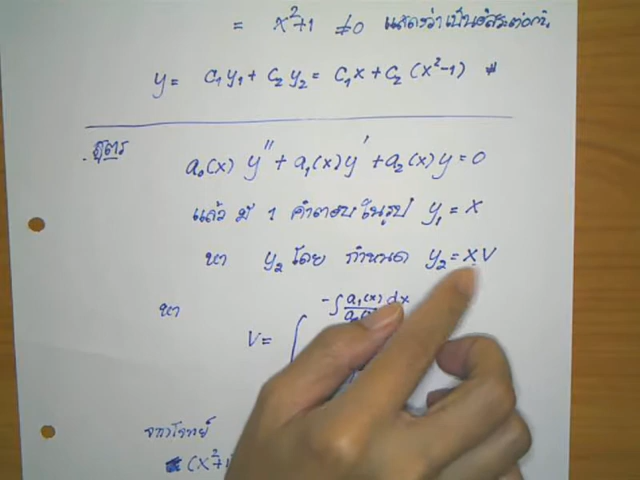 = x²+1 ≠0 แสดงว่าเป็นอิสระต่อกัน
y = C₁y₁ + C₂y₂ = C₁x + C₂(x²-1) #
สูตร
a₀(x) y'' + a₁(x)y' + a₂(x)y = 0
แล้ว มี 1 คำตอบในรูป y₁ = x
หา y₂ โดย กำหนด y₂ = xV
หา
-∫ a₁(x) dx
V = ∫
จากโจทย์
(x²+1